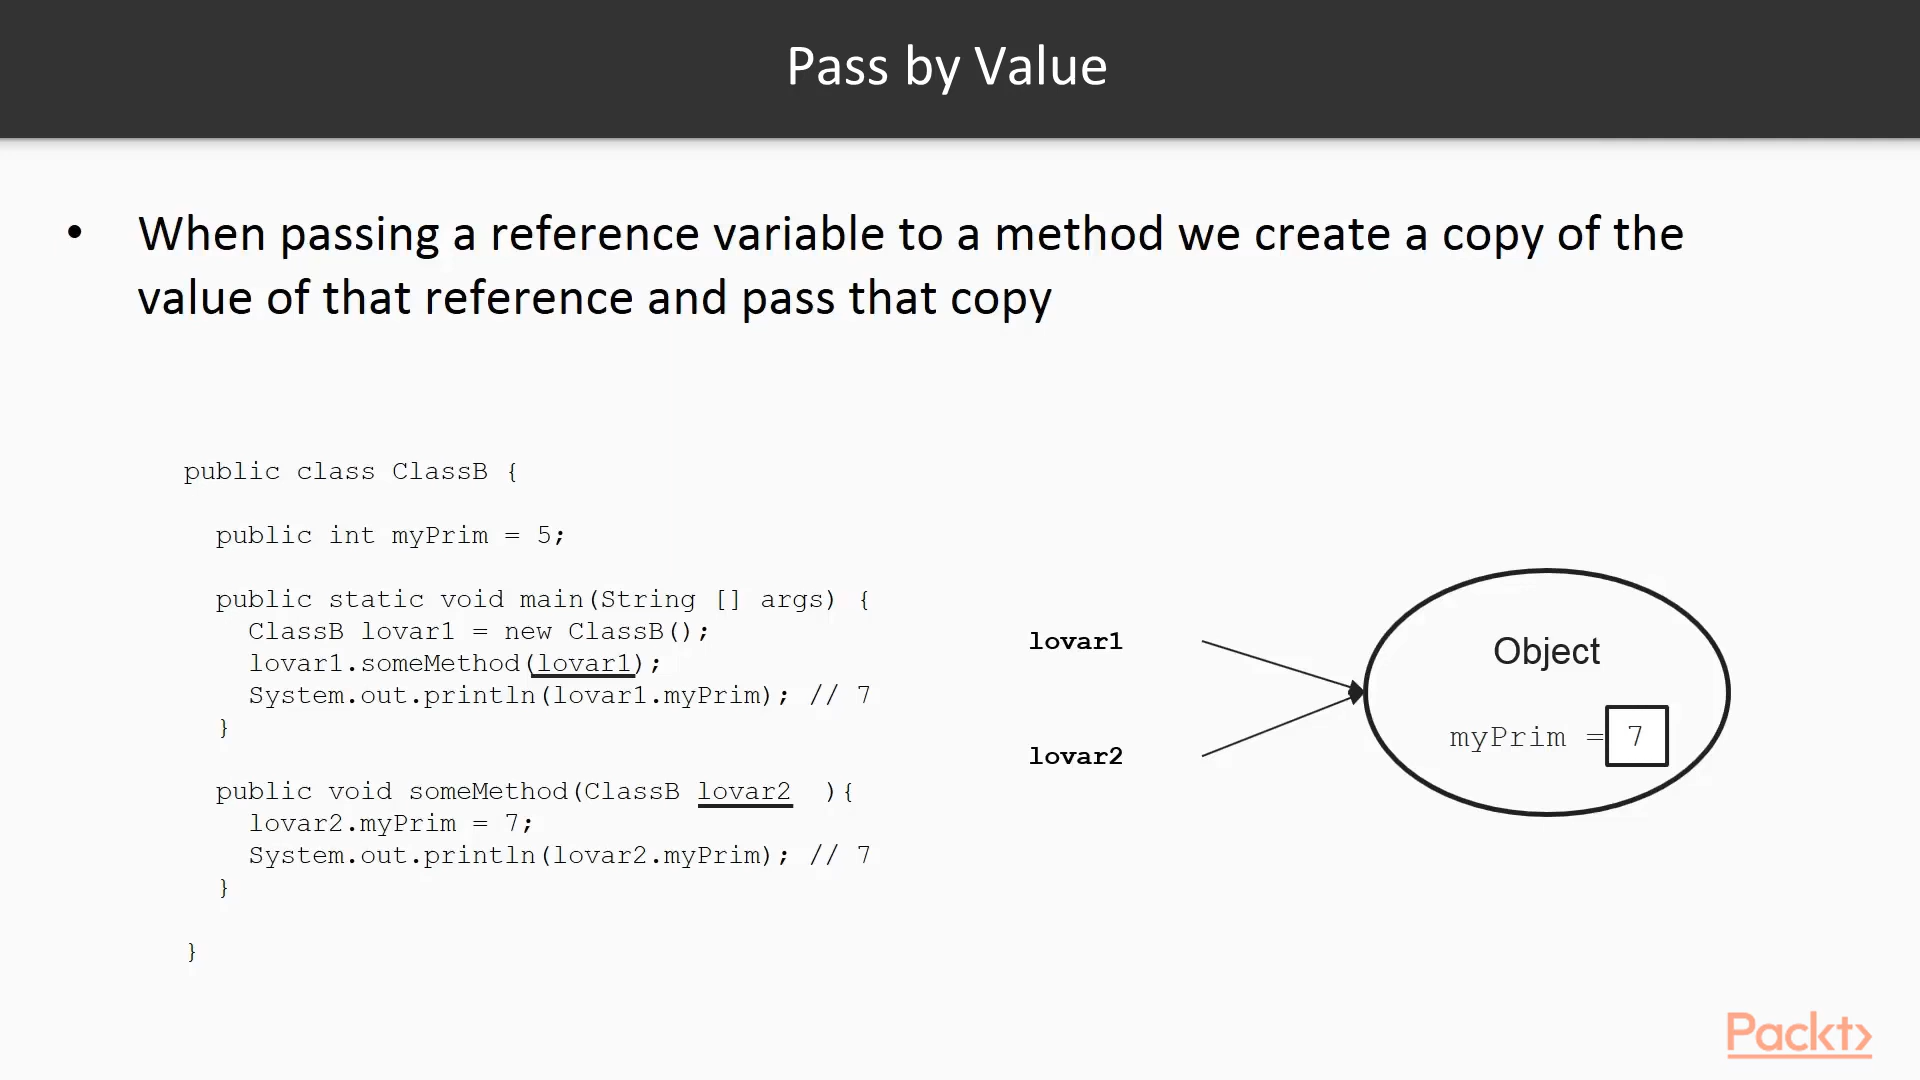 Pass by Value
• When passing a reference variable to a method we create a copy of the
value of that reference and pass that copy
public class ClassB {
public int myPrim = 5;
public static void main(String [] args) {
ClassB lovar1 = new ClassB();
lovar1.someMethod(lovar1);
System.out.println(lovar1.myPrim); // 7
}
public void someMethod(ClassB lovar2 ){
lovar2.myPrim = 7;
System.out.println(lovar2.myPrim); // 7
}
}
lovar1
lovar2
Object
myPrim = 7
Packt>